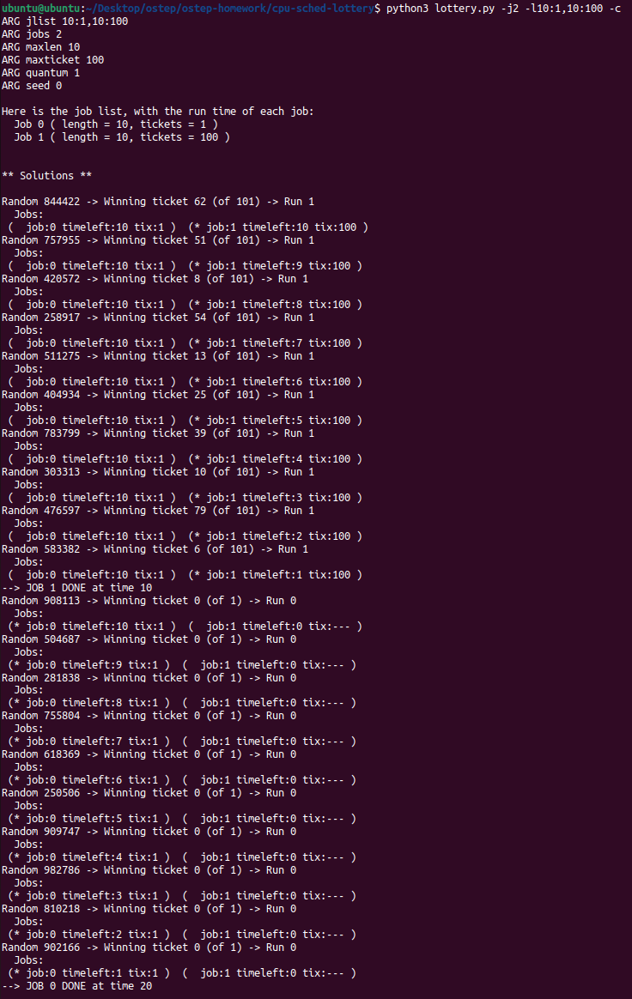 ubuntu@ubuntu:~/Desktop/ostep/ostep-homework/cpu-sched-lottery$ python3 lottery.py -j2 -l10:1,10:100 -c
ARG jlist 10:1,10:100
ARG jobs 2
ARG maxlen 10
ARG maxticket 100
ARG quantum 1
ARG seed 0

Here is the job list, with the run time of each job:
  Job 0 ( length = 10, tickets = 1 )
  Job 1 ( length = 10, tickets = 100 )


** Solutions **

Random 844422 -> Winning ticket 62 (of 101) -> Run 1
  Jobs:
 (  job:0 timeleft:10 tix:1 )  (* job:1 timeleft:10 tix:100 )
Random 757955 -> Winning ticket 51 (of 101) -> Run 1
  Jobs:
 (  job:0 timeleft:10 tix:1 )  (* job:1 timeleft:9 tix:100 )
Random 420572 -> Winning ticket 8 (of 101) -> Run 1
  Jobs:
 (  job:0 timeleft:10 tix:1 )  (* job:1 timeleft:8 tix:100 )
Random 258917 -> Winning ticket 54 (of 101) -> Run 1
  Jobs:
 (  job:0 timeleft:10 tix:1 )  (* job:1 timeleft:7 tix:100 )
Random 511275 -> Winning ticket 13 (of 101) -> Run 1
  Jobs:
 (  job:0 timeleft:10 tix:1 )  (* job:1 timeleft:6 tix:100 )
Random 404934 -> Winning ticket 25 (of 101) -> Run 1
  Jobs:
 (  job:0 timeleft:10 tix:1 )  (* job:1 timeleft:5 tix:100 )
Random 783799 -> Winning ticket 39 (of 101) -> Run 1
  Jobs:
 (  job:0 timeleft:10 tix:1 )  (* job:1 timeleft:4 tix:100 )
Random 303313 -> Winning ticket 10 (of 101) -> Run 1
  Jobs:
 (  job:0 timeleft:10 tix:1 )  (* job:1 timeleft:3 tix:100 )
Random 476597 -> Winning ticket 79 (of 101) -> Run 1
  Jobs:
 (  job:0 timeleft:10 tix:1 )  (* job:1 timeleft:2 tix:100 )
Random 583382 -> Winning ticket 6 (of 101) -> Run 1
  Jobs:
 (  job:0 timeleft:10 tix:1 )  (* job:1 timeleft:1 tix:100 )
--> JOB 1 DONE at time 10
Random 908113 -> Winning ticket 0 (of 1) -> Run 0
  Jobs:
 (* job:0 timeleft:10 tix:1 )  (  job:1 timeleft:0 tix:--- )
Random 504687 -> Winning ticket 0 (of 1) -> Run 0
  Jobs:
 (* job:0 timeleft:9 tix:1 )  (  job:1 timeleft:0 tix:--- )
Random 281838 -> Winning ticket 0 (of 1) -> Run 0
  Jobs:
 (* job:0 timeleft:8 tix:1 )  (  job:1 timeleft:0 tix:--- )
Random 755804 -> Winning ticket 0 (of 1) -> Run 0
  Jobs:
 (* job:0 timeleft:7 tix:1 )  (  job:1 timeleft:0 tix:--- )
Random 618369 -> Winning ticket 0 (of 1) -> Run 0
  Jobs:
 (* job:0 timeleft:6 tix:1 )  (  job:1 timeleft:0 tix:--- )
Random 250506 -> Winning ticket 0 (of 1) -> Run 0
  Jobs:
 (* job:0 timeleft:5 tix:1 )  (  job:1 timeleft:0 tix:--- )
Random 909747 -> Winning ticket 0 (of 1) -> Run 0
  Jobs:
 (* job:0 timeleft:4 tix:1 )  (  job:1 timeleft:0 tix:--- )
Random 982786 -> Winning ticket 0 (of 1) -> Run 0
  Jobs:
 (* job:0 timeleft:3 tix:1 )  (  job:1 timeleft:0 tix:--- )
Random 810218 -> Winning ticket 0 (of 1) -> Run 0
  Jobs:
 (* job:0 timeleft:2 tix:1 )  (  job:1 timeleft:0 tix:--- )
Random 902166 -> Winning ticket 0 (of 1) -> Run 0
  Jobs:
 (* job:0 timeleft:1 tix:1 )  (  job:1 timeleft:0 tix:--- )
--> JOB 0 DONE at time 20